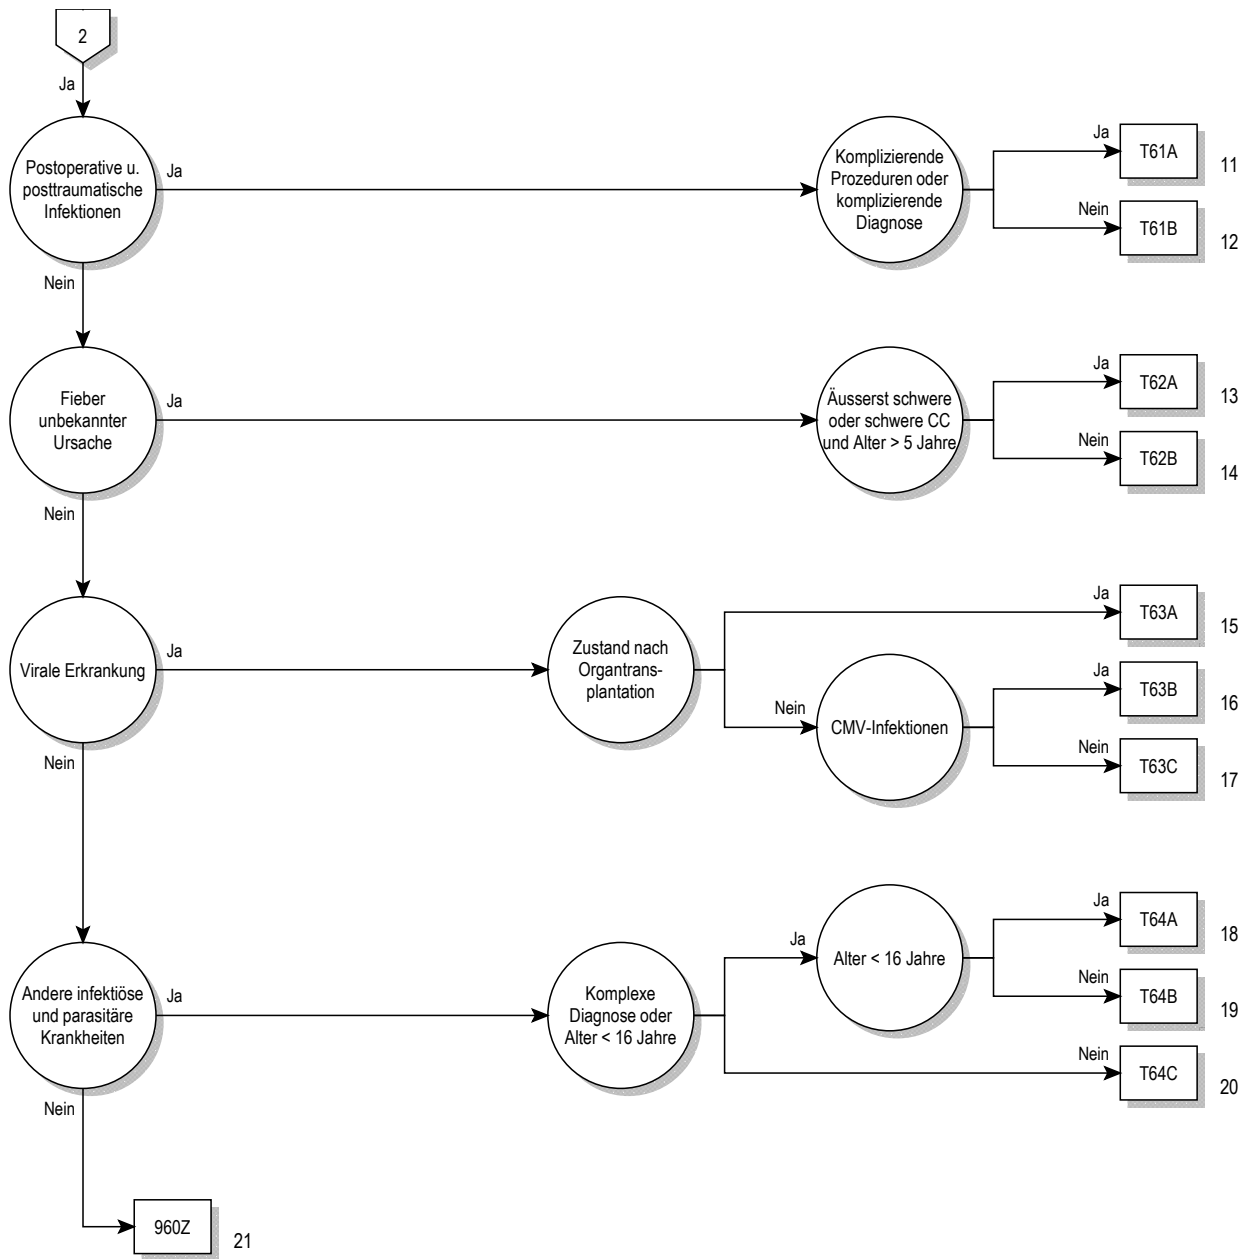 2
Ja
Postoperative u.
posttraumatische
Infektionen
Ja
Komplizierende
Prozeduren oder
komplizierende
Diagnose
Ja
T61A
11
Nein
T61B
12
Nein
Fieber
unbekannter
Ursache
Ja
Äusserst schwere
oder schwere CC
und Alter > 5 Jahre
Ja
T62A
13
Nein
T62B
14
Nein
Virale Erkrankung
Ja
Zustand nach
Organtrans-
plantation
Ja
T63A
15
Nein
CMV-Infektionen
Ja
T63B
16
Nein
T63C
17
Nein
Andere infektiöse
und parasitäre
Krankheiten
Ja
Komplexe
Diagnose oder
Alter < 16 Jahre
Ja
Alter < 16 Jahre
Ja
T64A
18
Nein
T64B
19
Nein
T64C
20
Nein
960Z
21